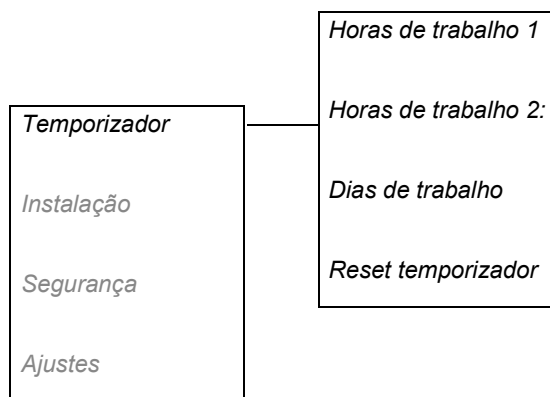 Temporizador
Instalação
Segurança
Ajustes
Horas de trabalho 1
Horas de trabalho 2:
Dias de trabalho
Reset temporizador